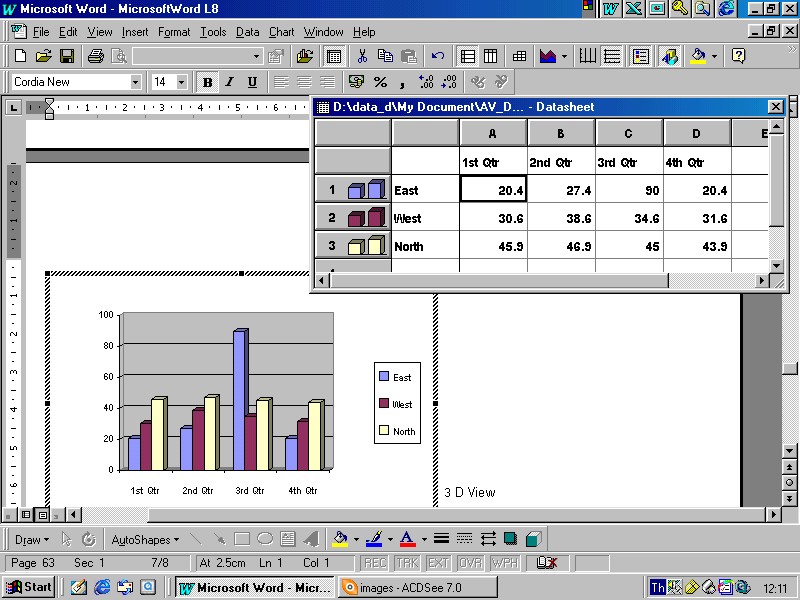 Microsoft Word - MicrosoftWord L8
File Edit View Insert Format Tools Data Chart Window Help
Cordia New 14 B I U % ,
D:\data_d\My Document\AV_D... - Datasheet
A B C D E
1st Qtr 2nd Qtr 3rd Qtr 4th Qtr
1 East 20.4 27.4 90 20.4
2 West 30.6 38.6 34.6 31.6
3 North 45.9 46.9 45 43.9
100
80
60
40
20
0
1st Qtr 2nd Qtr 3rd Qtr 4th Qtr
East
West
North
3 D View
Draw AutoShapes
Page 63 Sec 1 7/8 At 2.5cm Ln 1 Col 1 REC TRK EXT OVR WPH
Start Microsoft Word - Micr... images - ACDSee 7.0 Th 12:11